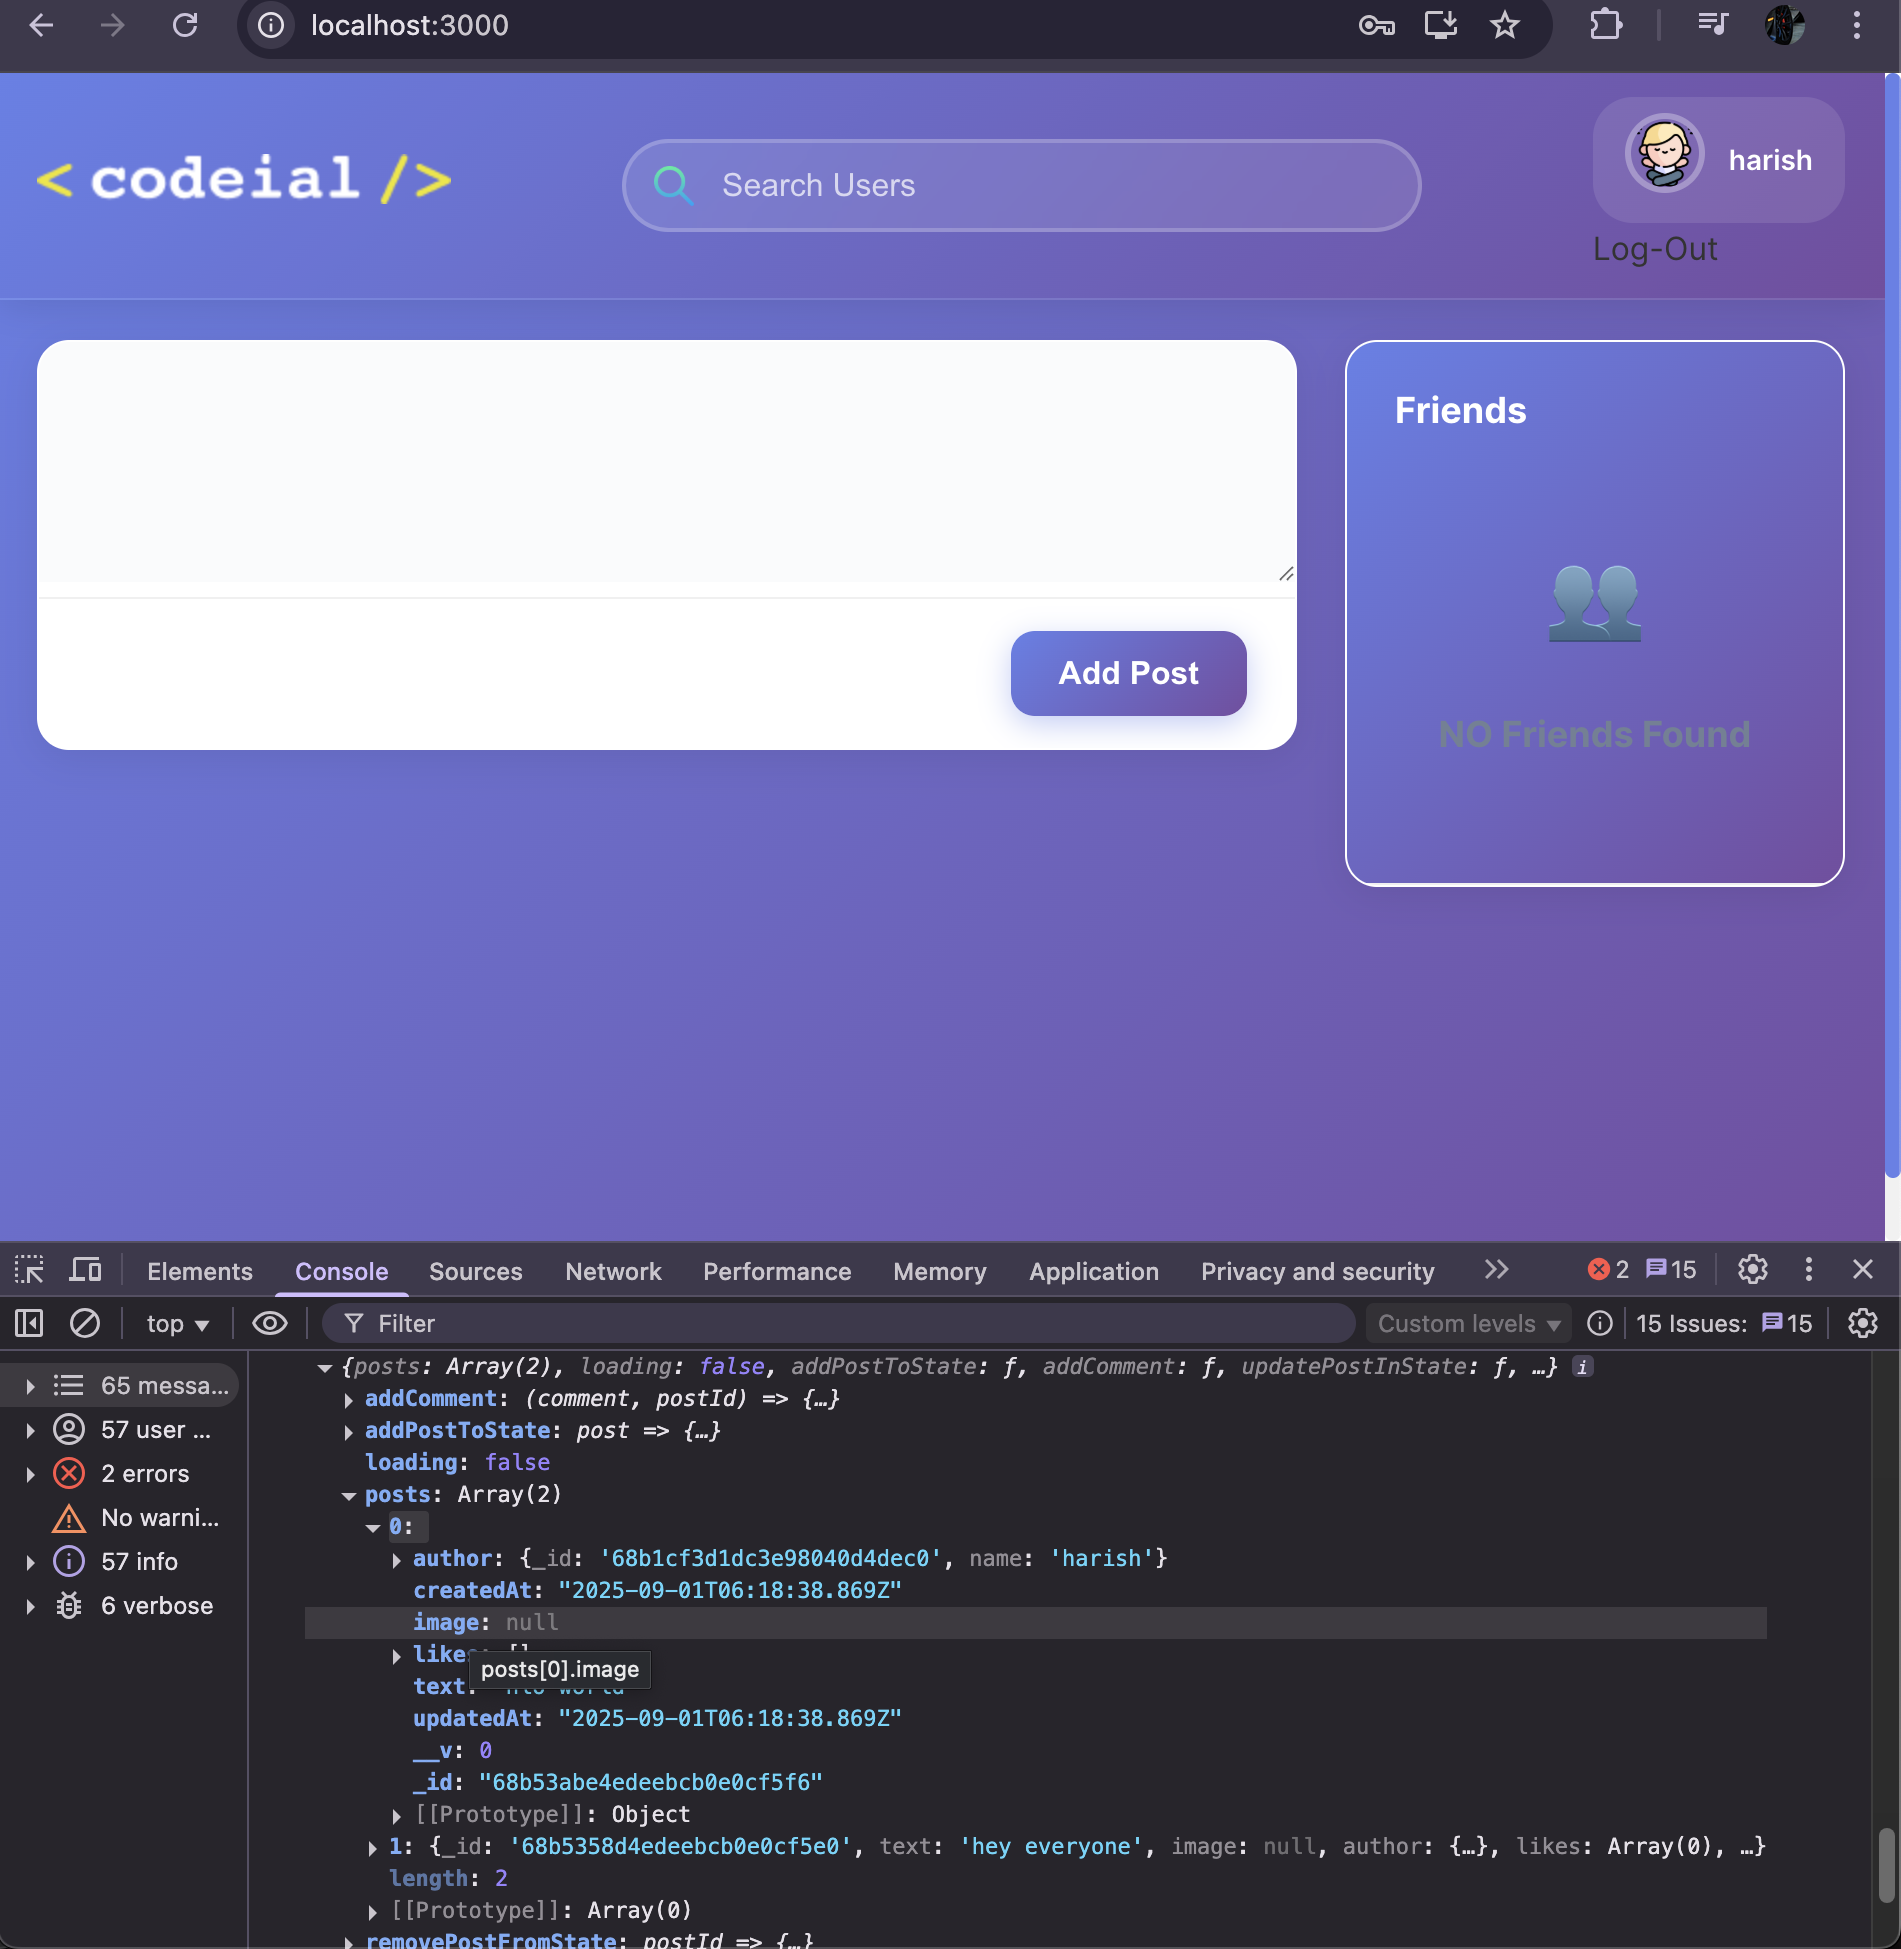 localhost:3000
< codeial />
Search Users
harish
Log-Out
Add Post
Friends
NO Friends Found
Elements Console Sources Network Performance Memory Application Privacy and security 2 15
top Filter Custom levels 15 Issues: 15
65 messa...
57 user ...
2 errors
No warni...
57 info
6 verbose
{posts: Array(2), loading: false, addPostToState: ƒ, addComment: ƒ, updatePostInState: ƒ, …} i
addComment: (comment, postId) => {…}
addPostToState: post => {…}
loading: false
posts: Array(2)
0:
author: {_id: '68b1cf3d1dc3e98040d4dec0', name: 'harish'}
createdAt: "2025-09-01T06:18:38.869Z"
image: null
likes: []
posts[0].image
text:
updatedAt: "2025-09-01T06:18:38.869Z"
__v: 0
_id: "68b53abe4edeebcb0e0cf5f6"
[[Prototype]]: Object
1: {_id: '68b5358d4edeebcb0e0cf5e0', text: 'hey everyone', image: null, author: {…}, likes: Array(0), …}
length: 2
[[Prototype]]: Array(0)
removePostFromState: postId => {…}